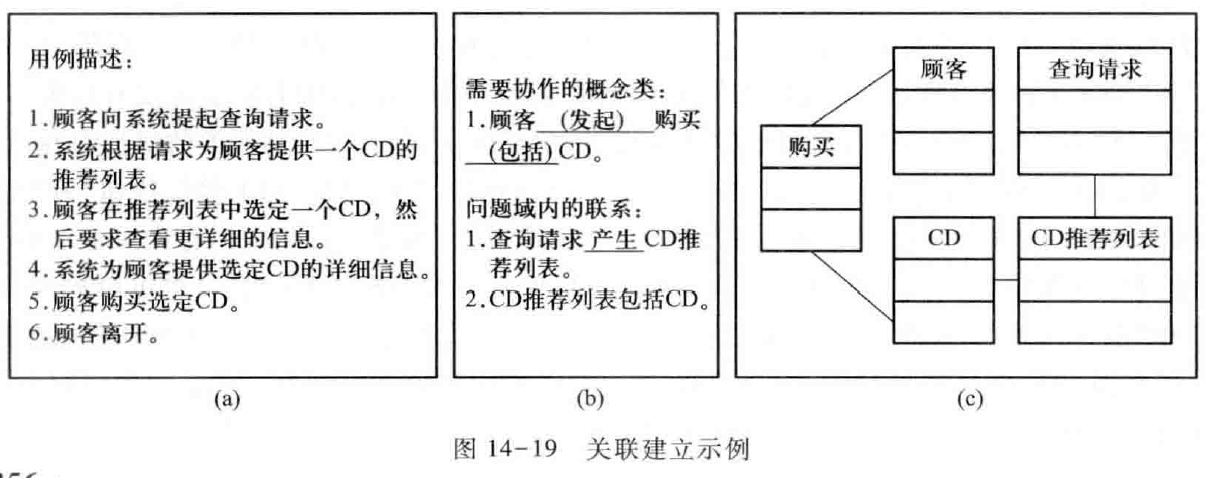 用例描述：
1.顾客向系统提起查询请求。
2.系统根据请求为顾客提供一个CD的
推荐列表。
3.顾客在推荐列表中选定一个CD，然
后要求查看更详细的信息。
4.系统为顾客提供选定CD的详细信息。
5.顾客购买选定CD。
6.顾客离开。
(a)
需要协作的概念类：
1.顾客 (发起) 购买
(包括) CD。
问题域内的联系：
1.查询请求 产生 CD推
荐列表。
2.CD推荐列表包括CD。
(b)
顾客
查询请求
购买
CD
CD推荐列表
(c)
图 14-19 关联建立示例